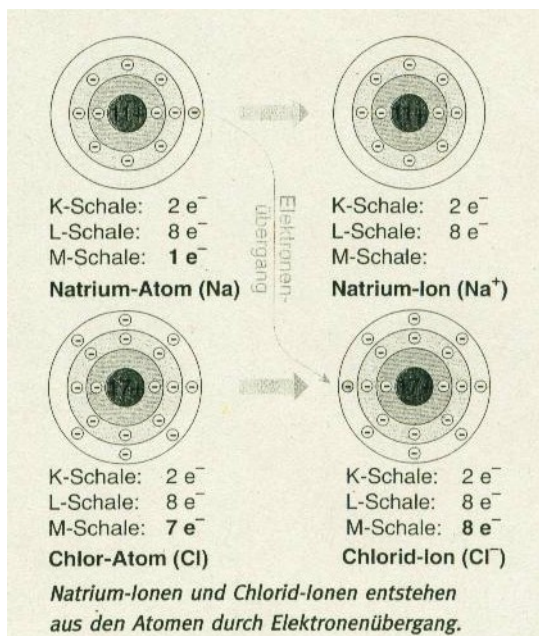 11+
11+
K-Schale: 2 e⁻
L-Schale: 8 e⁻
M-Schale: 1 e⁻
Natrium-Atom (Na)
Elektronen-
übergang
K-Schale: 2 e⁻
L-Schale: 8 e⁻
M-Schale:
Natrium-Ion (Na⁺)
17+
17+
K-Schale: 2 e⁻
L-Schale: 8 e⁻
M-Schale: 7 e⁻
Chlor-Atom (Cl)
K-Schale: 2 e⁻
L-Schale: 8 e⁻
M-Schale: 8 e⁻
Chlorid-Ion (Cl⁻)
Natrium-Ionen und Chlorid-Ionen entstehen
aus den Atomen durch Elektronenübergang.